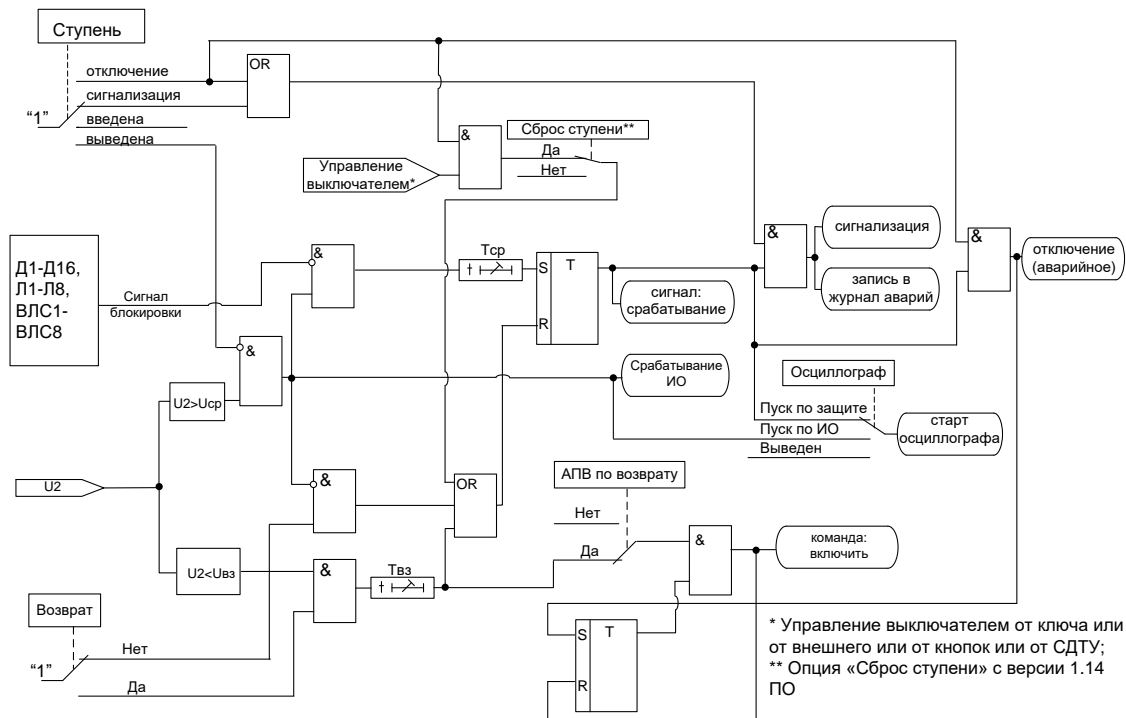 Ступень
отключение
сигнализация
“1”
введена
выведена
OR
&
Сброс ступени**
Да
Нет
Управление
выключателем*
Д1-Д16,
Л1-Л8,
ВЛС1-
ВЛС8
Сигнал
блокировки
&
Tср
S T
R
сигнал:
срабатывание
&
сигнализация
запись в
журнал аварий
&
отключение
(аварийное)
&
U2>Uср
Срабатывание
ИО
Осциллограф
Пуск по защите
Пуск по ИО
Выведен
старт
осциллографа
U2
&
OR
АПВ по возврату
Нет
Да
&
команда:
включить
U2<Uвз
&
Tвз
Возврат
Нет
“1”
Да
S T
R
* Управление выключателем от ключа или
от внешнего или от кнопок или от СДТУ;
** Опция «Сброс ступени» с версии 1.14
ПО